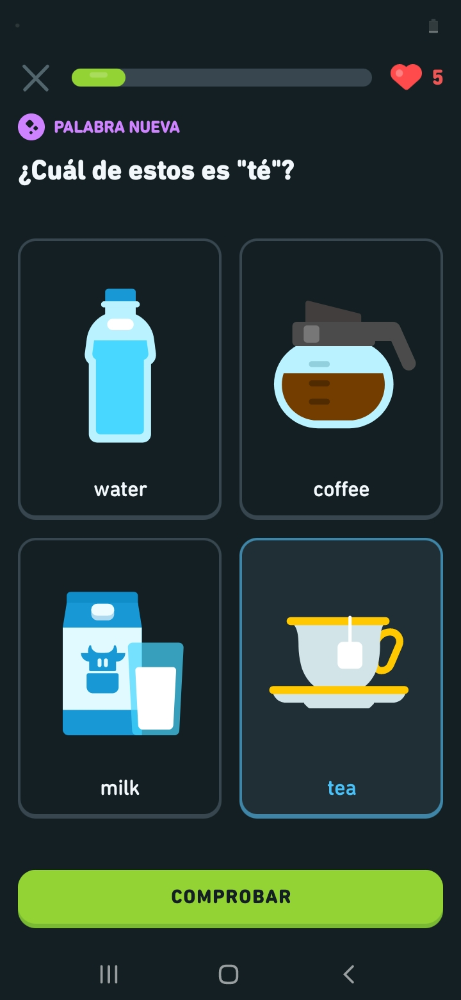 5
PALABRA NUEVA
¿Cuál de estos es "té"?
water
coffee
milk
tea
COMPROBAR